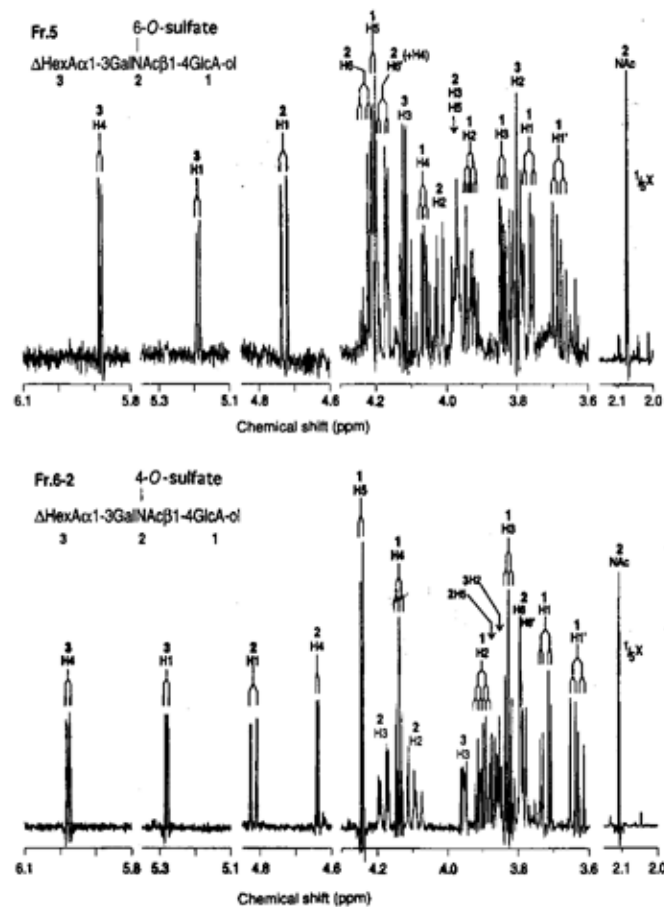 Fr.5
6-O-sulfate
ΔHexAα1-3GalNAcβ1-4GlcA-ol
3 2 1
3
H4
3
H1
2
H1
2
H6
1
H5
2
H6' (+H4)
3
H3
1
H4
2
H2
2
H3
H5
1
H2
1
H3
3
H2
1
H1
1
H1'
2
NAc
1/5X
6.1 5.8 5.3 5.1 4.8 4.6 4.2 4.0 3.8 3.6 2.1 2.0
Chemical shift (ppm)
Fr.6-2
4-O-sulfate
ΔHexAα1-3GalNAcβ1-4GlcA-ol
3 2 1
3
H4
3
H1
2
H1
2
H4
1
H5
2
H3
1
H4
2
H2
3
H3
1
H2
2H5
3H2
1
H3
2
H6
H6'
1
H1
1
H1'
2
NAc
1/5X
6.1 5.8 5.3 5.1 4.8 4.6 4.2 4.0 3.8 3.6 2.1 2.0
Chemical shift (ppm)